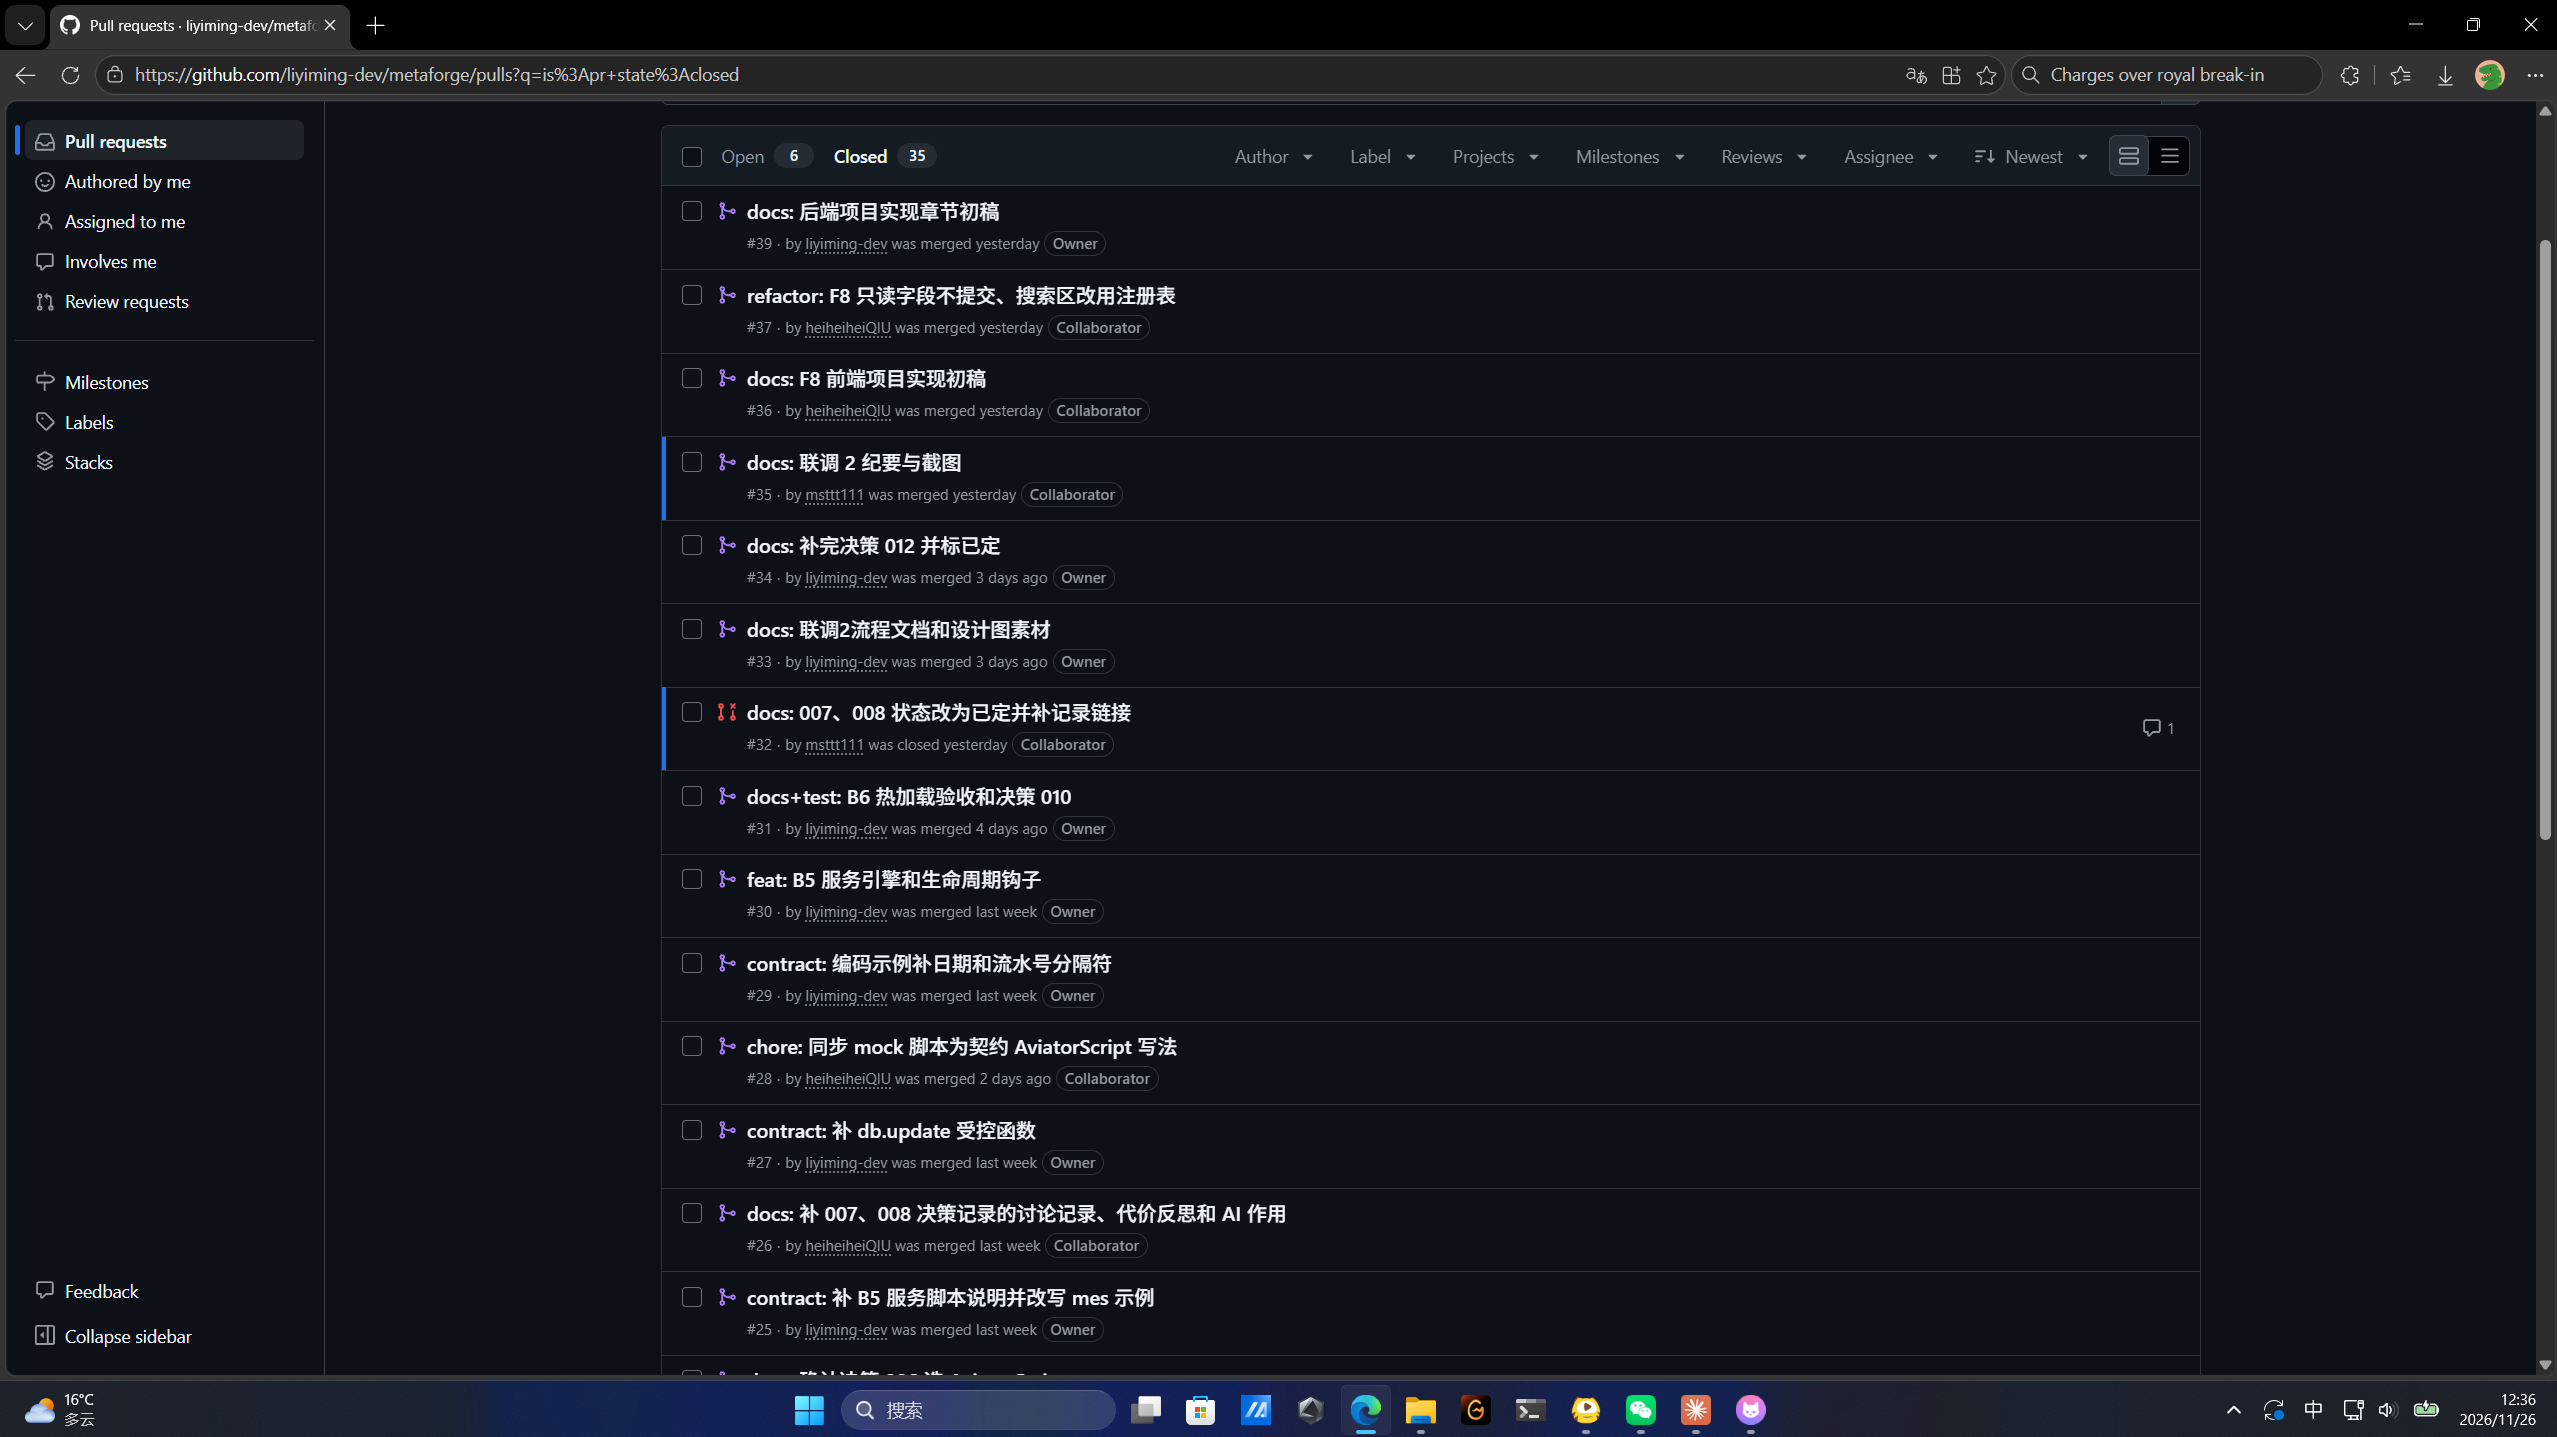 Pull requests · liyiming-dev/metafo
https://github.com/liyiming-dev/metaforge/pulls?q=is%3Apr+state%3Aclosed
Charges over royal break-in
Pull requests
Authored by me
Assigned to me
Involves me
Review requests
Milestones
Labels
Stacks
Feedback
Collapse sidebar
Open 6 Closed 35 Author Label Projects Milestones Reviews Assignee Newest
docs: 后端项目实现章节初稿
#39 · by liyiming-dev was merged yesterday Owner
refactor: F8 只读字段不提交、搜索区改用注册表
#37 · by heiheiheiQIU was merged yesterday Collaborator
docs: F8 前端项目实现初稿
#36 · by heiheiheiQIU was merged yesterday Collaborator
docs: 联调 2 纪要与截图
#35 · by msttt111 was merged yesterday Collaborator
docs: 补完决策 012 并标已定
#34 · by liyiming-dev was merged 3 days ago Owner
docs: 联调2流程文档和设计图素材
#33 · by liyiming-dev was merged 3 days ago Owner
docs: 007、008 状态改为已定并补记录链接
#32 · by msttt111 was closed yesterday Collaborator
1
docs+test: B6 热加载验收和决策 010
#31 · by liyiming-dev was merged 4 days ago Owner
feat: B5 服务引擎和生命周期钩子
#30 · by liyiming-dev was merged last week Owner
contract: 编码示例补日期和流水号分隔符
#29 · by liyiming-dev was merged last week Owner
chore: 同步 mock 脚本为契约 AviatorScript 写法
#28 · by heiheiheiQIU was merged 2 days ago Collaborator
contract: 补 db.update 受控函数
#27 · by liyiming-dev was merged last week Owner
docs: 补 007、008 决策记录的讨论记录、代价反思和 AI 作用
#26 · by heiheiheiQIU was merged last week Collaborator
contract: 补 B5 服务脚本说明并改写 mes 示例
#25 · by liyiming-dev was merged last week Owner
16°C
多云
搜索
中
12:36
2026/11/26